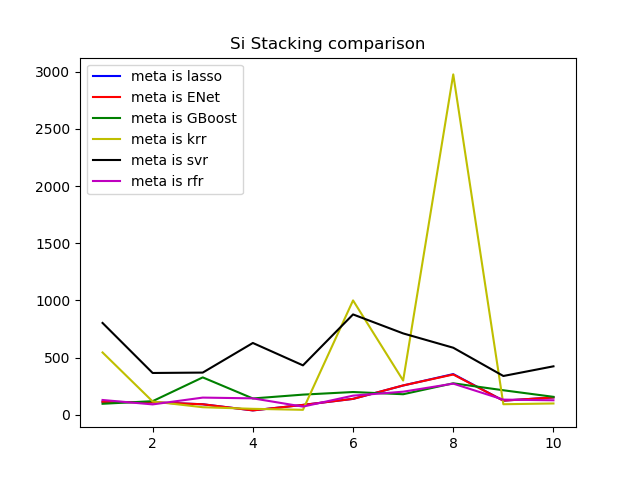 Si Stacking comparison
3000
2500
2000
1500
1000
500
0
meta is lasso
meta is ENet
meta is GBoost
meta is krr
meta is svr
meta is rfr
2 4 6 8 10